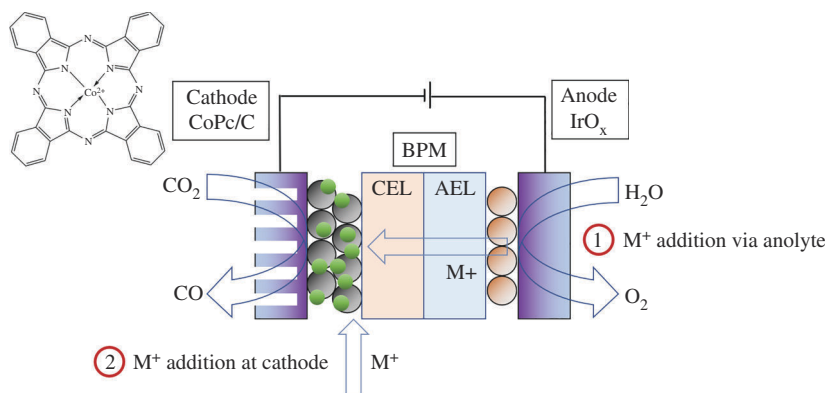 N
N
N
N
Co2+
N
N
N
N
Cathode
CoPc/C
Anode
IrOx
BPM
CO2
CEL
AEL
H2O
1 M+ addition via anolyte
M+
CO
O2
2 M+ addition at cathode
M+